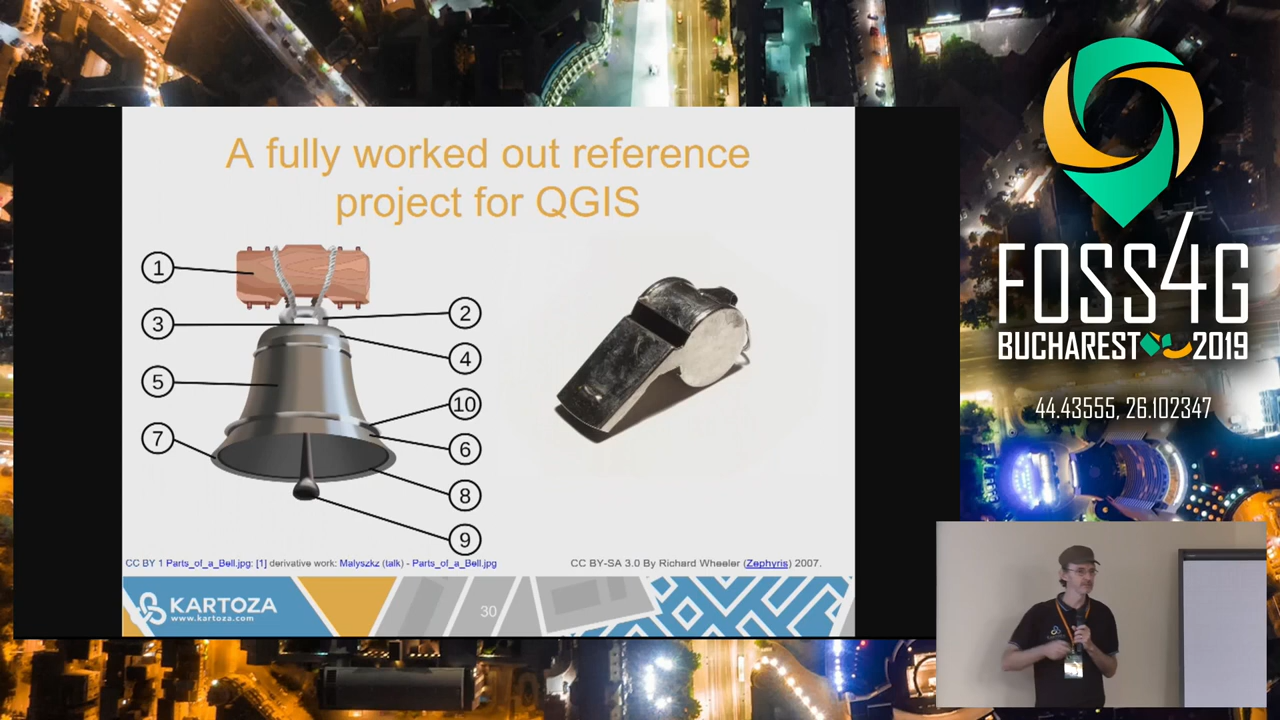 A fully worked out reference
project for QGIS
1
2
3
4
5
10
7
6
8
9
CC BY 1 Parts_of_a_Bell.jpg: [1] derivative work: Malyszkz (talk) - Parts_of_a_Bell.jpg
CC BY-SA 3.0 By Richard Wheeler (Zephyris) 2007.
KARTOZA
www.kartoza.com
30
FOSS4G
BUCHAREST 2019
44.43555, 26.102347